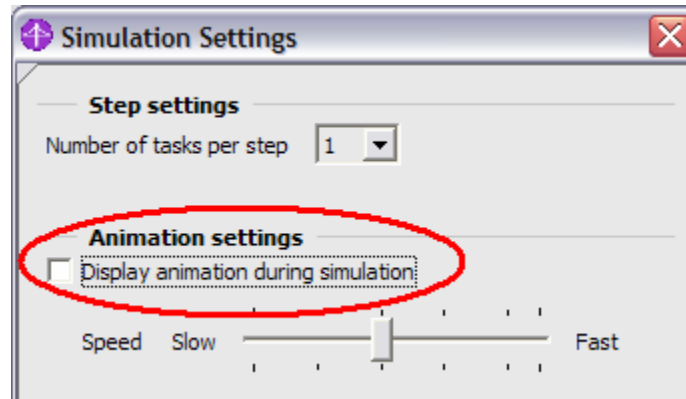 Simulation Settings
Step settings
Number of tasks per step 1
Animation settings
Display animation during simulation
Speed Slow Fast